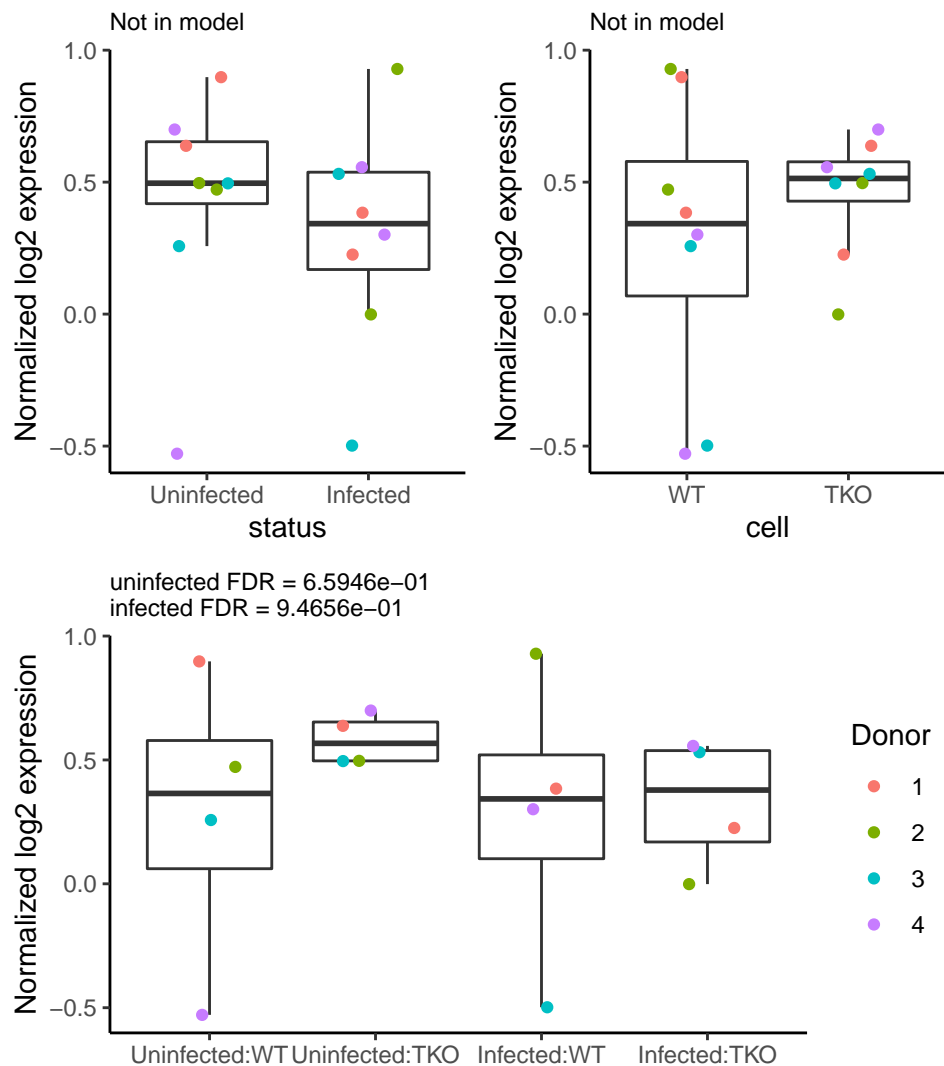 Not in model
Normalized log2 expression
1.0
0.5
0.0
−0.5
Uninfected Infected
status
Not in model
Normalized log2 expression
1.0
0.5
0.0
−0.5
WT TKO
cell
uninfected FDR = 6.5946e−01
infected FDR = 9.4656e−01
Normalized log2 expression
1.0
0.5
0.0
−0.5
Uninfected:WT Uninfected:TKO Infected:WT Infected:TKO
Donor
1
2
3
4